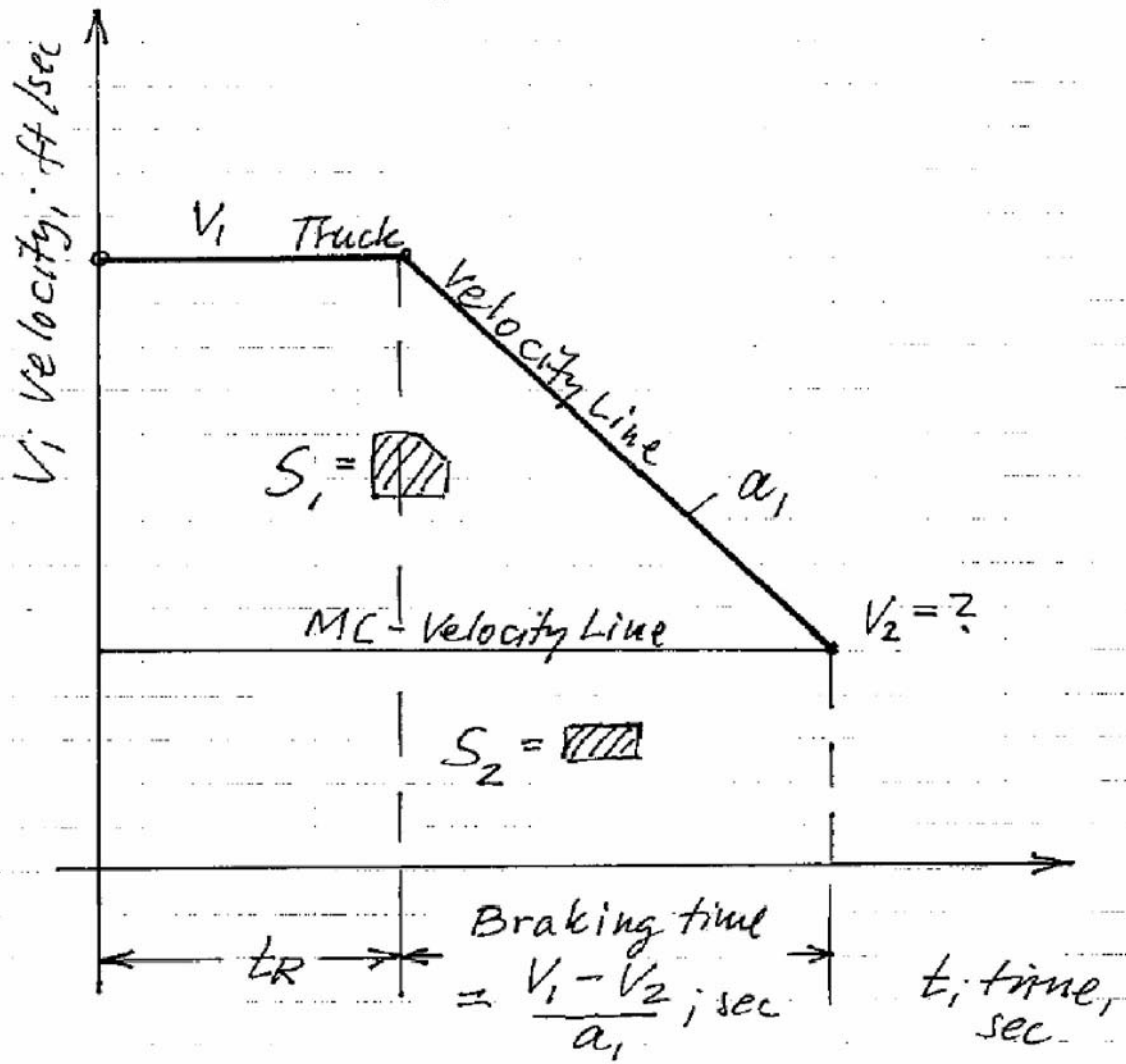 V; Velocity; ft/sec
V₁ Truck
Velocity Line
S₁ =
a₁
MC-Velocity Line
V₂ = ?
S₂ =
t_R
Braking time
= (V₁ - V₂)/a₁ ; sec
t; time,
sec